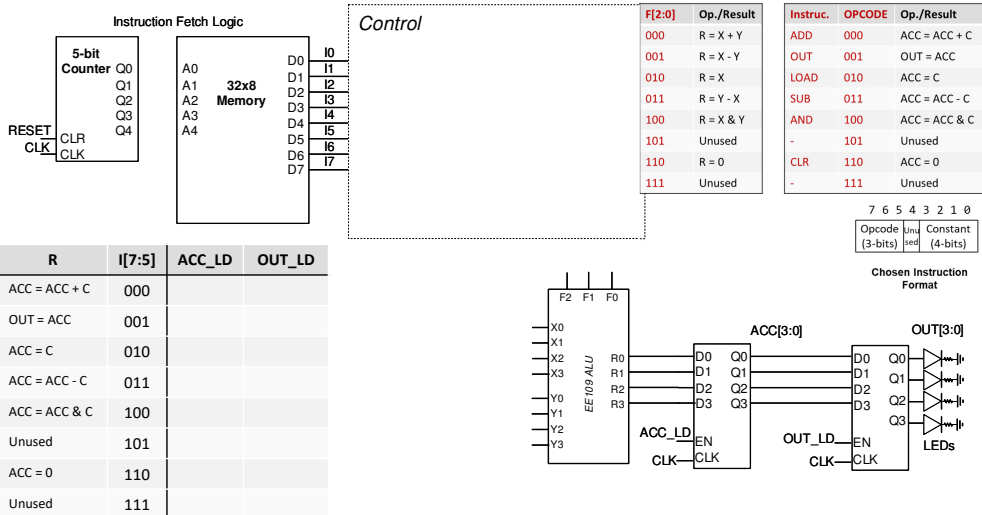 Instruction Fetch Logic
5-bit
Counter
Q0
Q1
Q2
Q3
Q4
RESET
CLR
CLK
CLK
A0
A1
A2
A3
A4
32x8
Memory
D0
D1
D2
D3
D4
D5
D6
D7
I0
I1
I2
I3
I4
I5
I6
I7
Control
F[2:0] Op./Result
000 R = X + Y
001 R = X - Y
010 R = X
011 R = Y - X
100 R = X & Y
101 Unused
110 R = 0
111 Unused
Instruc. OPCODE Op./Result
ADD 000 ACC = ACC + C
OUT 001 OUT = ACC
LOAD 010 ACC = C
SUB 011 ACC = ACC - C
AND 100 ACC = ACC & C
- 101 Unused
CLR 110 ACC = 0
- 111 Unused
7 6 5 4 3 2 1 0
Opcode
(3-bits)
Unu
sed
Constant
(4-bits)
Chosen Instruction
Format
R I[7:5] ACC_LD OUT_LD
ACC = ACC + C 000
OUT = ACC 001
ACC = C 010
ACC = ACC - C 011
ACC = ACC & C 100
Unused 101
ACC = 0 110
Unused 111
F2 F1 F0
X0
X1
X2
X3
Y0
Y1
Y2
Y3
EE109 ALU
R0
R1
R2
R3
ACC[3:0]
D0 Q0
D1 Q1
D2 Q2
D3 Q3
ACC_LD EN
CLK CLK
OUT[3:0]
D0 Q0
D1 Q1
D2 Q2
D3 Q3
OUT_LD EN
CLK CLK
LEDs